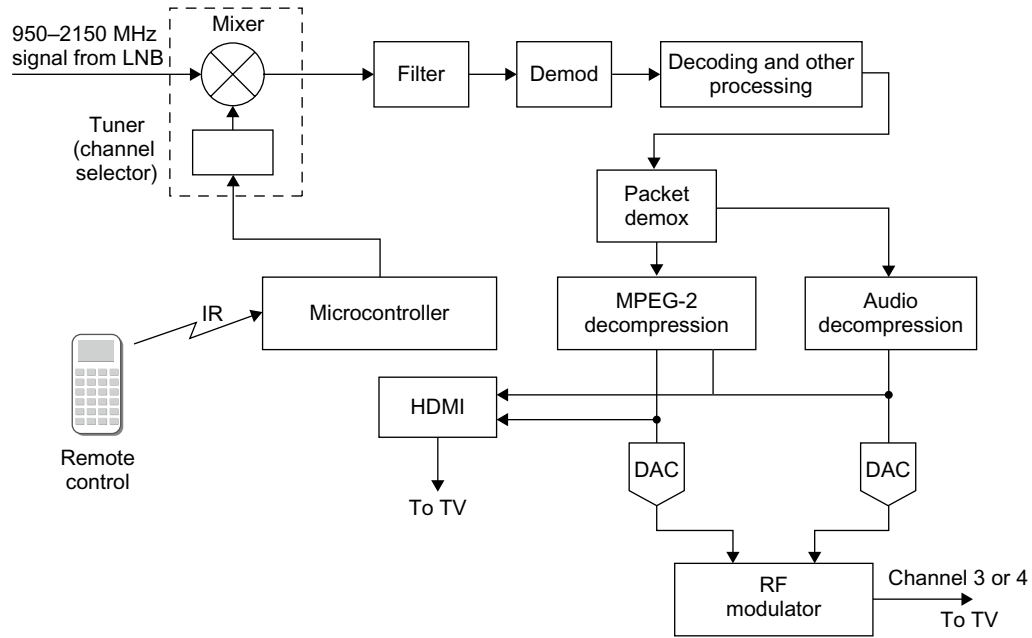 950–2150 MHz
signal from LNB
Mixer
Filter
Demod
Decoding and other
processing
Tuner
(channel
selector)
Packet
demox
Microcontroller
MPEG-2
decompression
Audio
decompression
IR
HDMI
Remote
control
To TV
DAC
DAC
RF
modulator
Channel 3 or 4
To TV